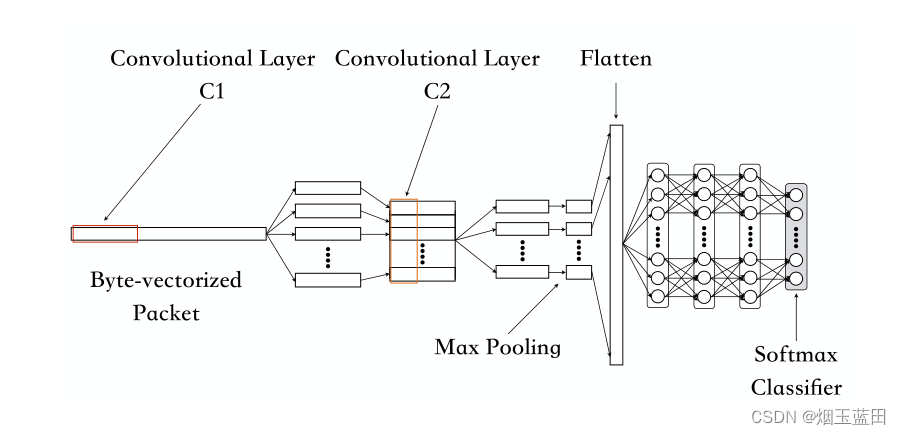 Convolutional Layer
C1
Convolutional Layer
C2
Flatten
Byte-vectorized
Packet
Max Pooling
Softmax
Classifier
CSDN @烟玉蓝田